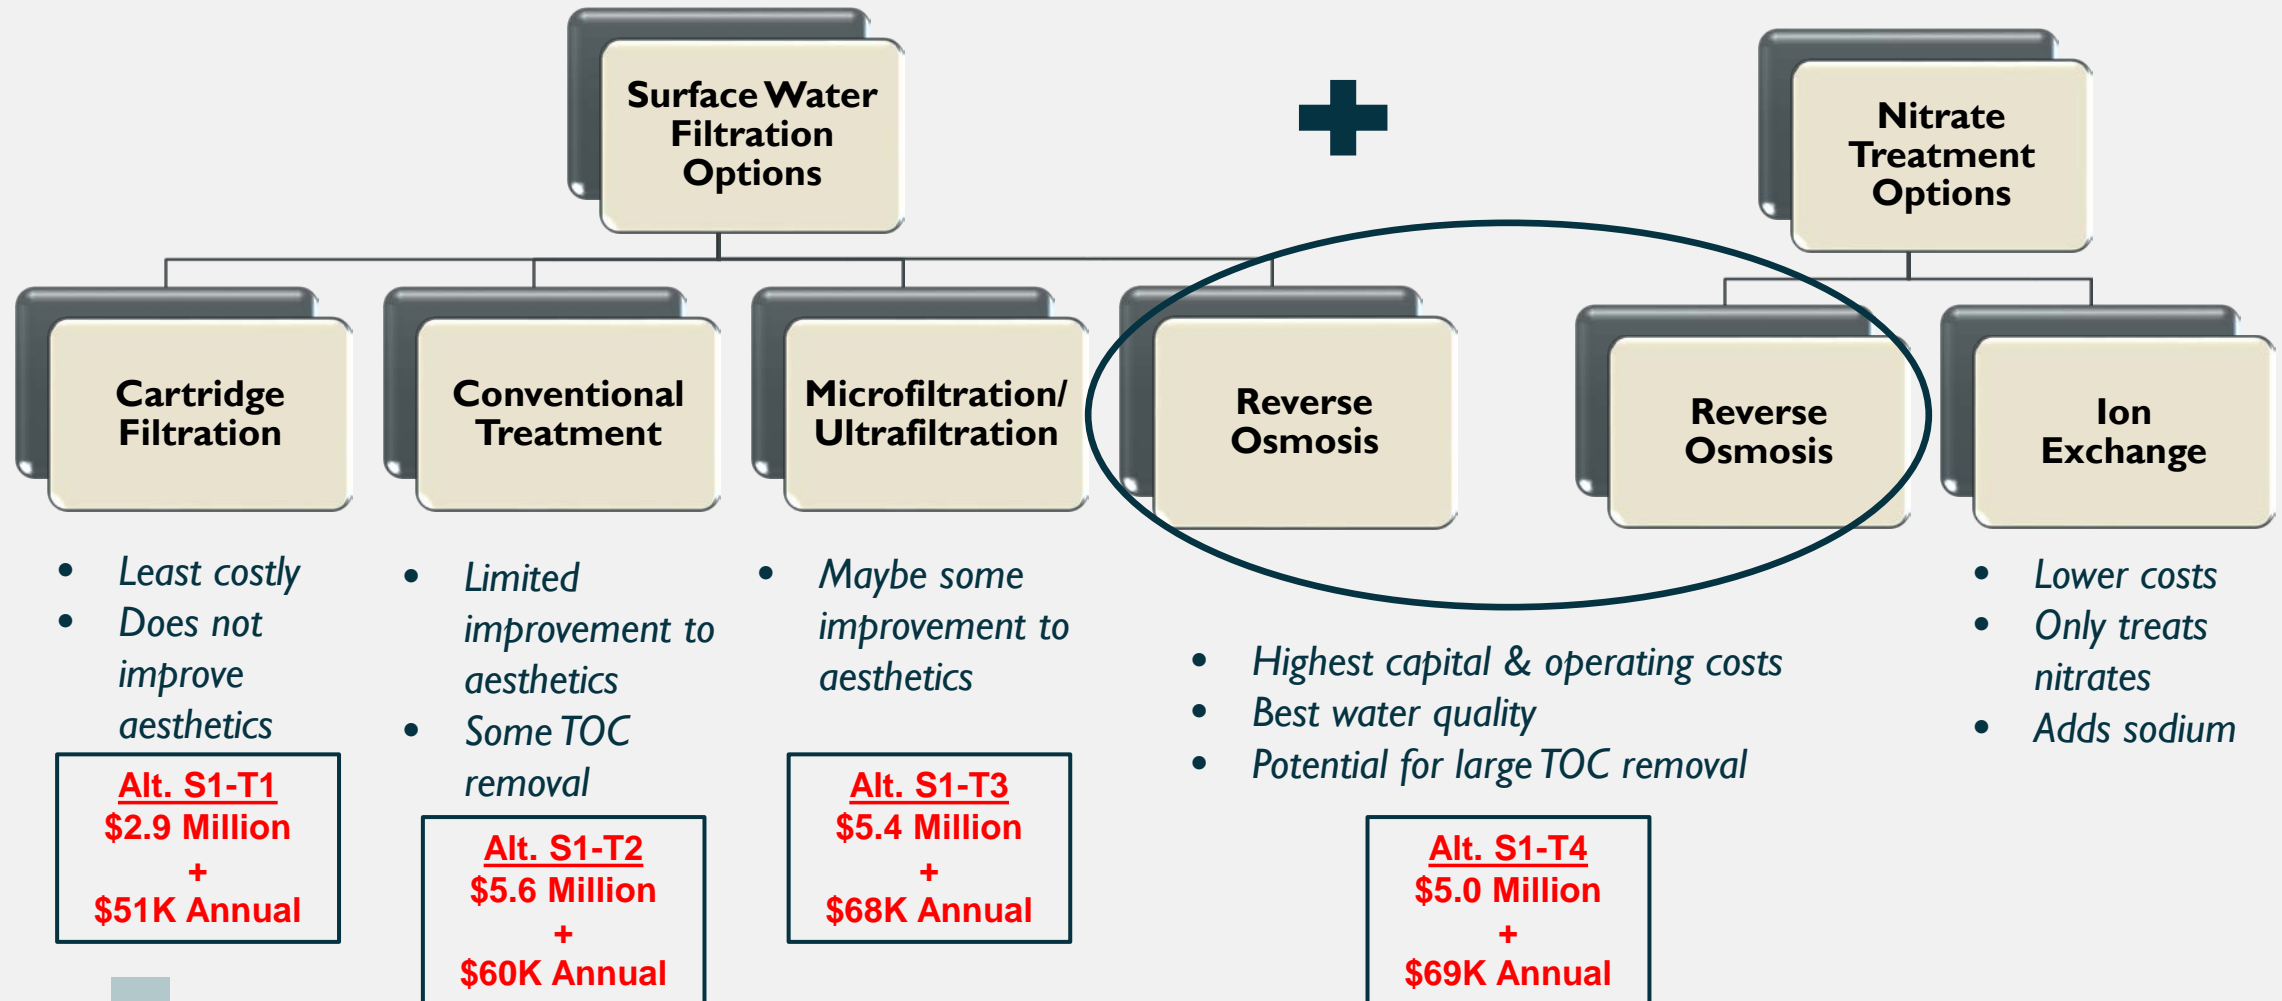 Surface Water
Filtration
Options
Nitrate
Treatment
Options
Cartridge
Filtration
Conventional
Treatment
Microfiltration/
Ultrafiltration
Reverse
Osmosis
Reverse
Osmosis
Ion
Exchange
• Least costly
• Does not
improve
aesthetics
Alt. S1-T1
$2.9 Million
+
$51K Annual
• Limited
improvement to
aesthetics
• Some TOC
removal
Alt. S1-T2
$5.6 Million
+
$60K Annual
• Maybe some
improvement to
aesthetics
Alt. S1-T3
$5.4 Million
+
$68K Annual
• Highest capital & operating costs
• Best water quality
• Potential for large TOC removal
Alt. S1-T4
$5.0 Million
+
$69K Annual
• Lower costs
• Only treats
nitrates
• Adds sodium